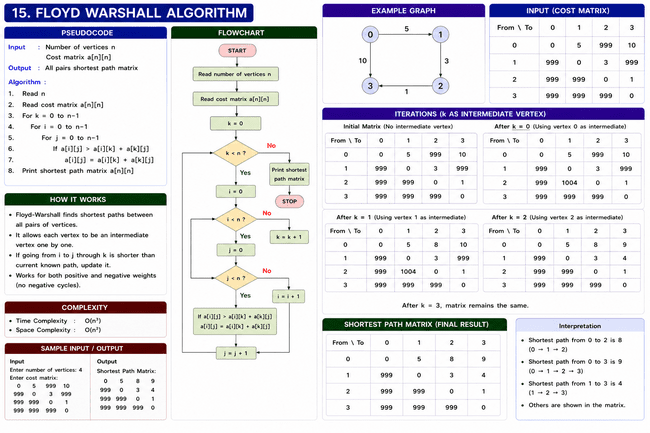 15. FLOYD WARSHALL ALGORITHM
PSEUDOCODE
Input : Number of vertices n
Cost matrix a[n][n]
Output : All pairs shortest path matrix
Algorithm :
1. Read n
2. Read cost matrix a[n][n]
3. For k = 0 to n-1
4. For i = 0 to n-1
5. For j = 0 to n-1
6. If a[i][j] > a[i][k] + a[k][j]
7. a[i][j] = a[i][k] + a[k][j]
8. Print shortest path matrix a[n][n]
HOW IT WORKS
• Floyd-Warshall finds shortest paths between
all pairs of vertices.
• It allows each vertex to be an intermediate
vertex one by one.
• If going from i to j through k is shorter than
current known path, update it.
• Works for both positive and negative weights
(no negative cycles).
COMPLEXITY
• Time Complexity : O(n³)
• Space Complexity : O(n²)
SAMPLE INPUT / OUTPUT
Input
Enter number of vertices: 4
Enter cost matrix:
0 5 999 10
999 0 3 999
999 999 0 1
999 999 999 0
Output
Shortest Path Matrix:
0 5 8 9
999 0 3 4
999 999 0 1
999 999 999 0
FLOWCHART
START
Read number of vertices n
Read cost matrix a[n][n]
k = 0
k < n ?
No
Yes
Print shortest
path matrix
STOP
i = 0
i < n ?
No
Yes
k = k + 1
j = 0
j < n ?
No
Yes
i = i + 1
If a[i][j] > a[i][k] + a[k][j]
a[i][j] = a[i][k] + a[k][j]
j = j + 1
EXAMPLE GRAPH
0
5
1
10
3
3
1
2
INPUT (COST MATRIX)
From \ To 0 1 2 3
0 0 5 999 10
1 999 0 3 999
2 999 999 0 1
3 999 999 999 0
ITERATIONS (k AS INTERMEDIATE VERTEX)
Initial Matrix (No intermediate vertex)
From \ To 0 1 2 3
0 0 5 999 10
1 999 0 3 999
2 999 999 0 1
3 999 999 999 0
After k = 0 (Using vertex 0 as intermediate)
From \ To 0 1 2 3
0 0 5 999 10
1 999 0 3 999
2 999 1004 0 1
3 999 999 999 0
After k = 1 (Using vertex 1 as intermediate)
From \ To 0 1 2 3
0 0 5 8 10
1 999 0 3 999
2 999 1004 0 1
3 999 999 999 0
After k = 2 (Using vertex 2 as intermediate)
From \ To 0 1 2 3
0 0 5 8 9
1 999 0 3 4
2 999 999 0 1
3 999 999 999 0
After k = 3, matrix remains the same.
SHORTEST PATH MATRIX (FINAL RESULT)
From \ To 0 1 2 3
0 0 5 8 9
1 999 0 3 4
2 999 999 0 1
3 999 999 999 0
Interpretation
• Shortest path from 0 to 2 is 8
(0 → 1 → 2)
• Shortest path from 0 to 3 is 9
(0 → 1 → 2 → 3)
• Shortest path from 1 to 3 is 4
(1 → 2 → 3)
• Others are shown in the matrix.